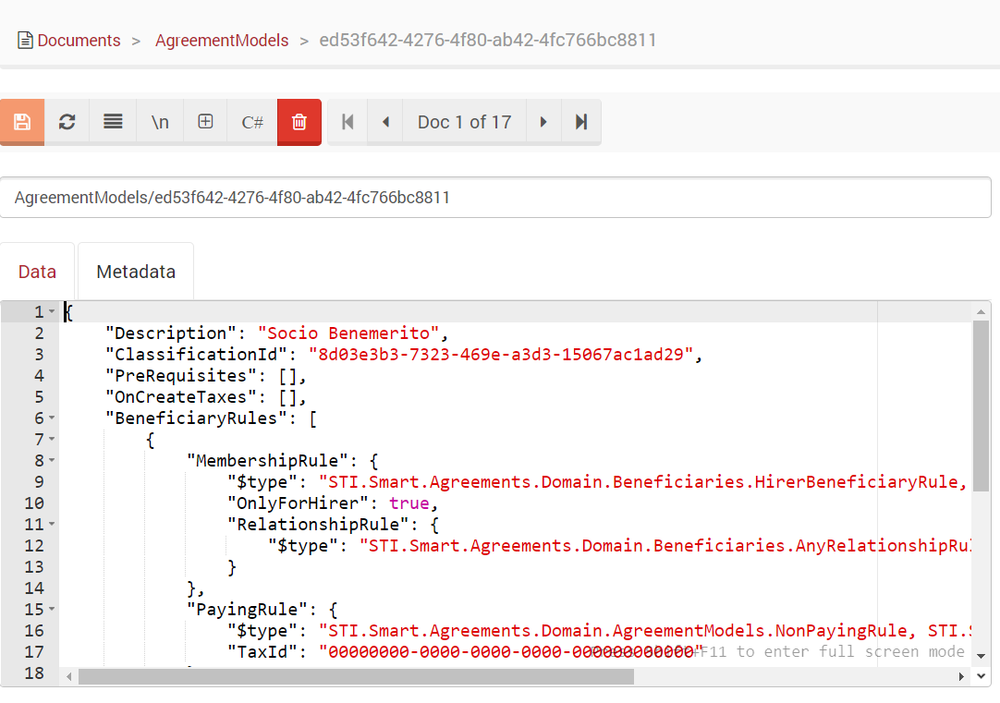 Documents > AgreementModels > ed53f642-4276-4f80-ab42-4fc766bc8811
\n C# Doc 1 of 17
AgreementModels/ed53f642-4276-4f80-ab42-4fc766bc8811
Data Metadata
1 {
2 "Description": "Socio Benemerito",
3 "ClassificationId": "8d03e3b3-7323-469e-a3d3-15067ac1ad29",
4 "PreRequisites": [],
5 "OnCreateTaxes": [],
6 "BeneficiaryRules": [
7 {
8 "MembershipRule": {
9 "$type": "STI.Smart.Agreements.Domain.Beneficiaries.HirerBeneficiaryRule,
10 "OnlyForHirer": true,
11 "RelationshipRule": {
12 "$type": "STI.Smart.Agreements.Domain.Beneficiaries.AnyRelationshipRu
13 }
14 },
15 "PayingRule": {
16 "$type": "STI.Smart.Agreements.Domain.AgreementModels.NonPayingRule, STI.
17 "TaxId": "00000000-0000-0000-0000-000000000000" F11 to enter full screen mode
18